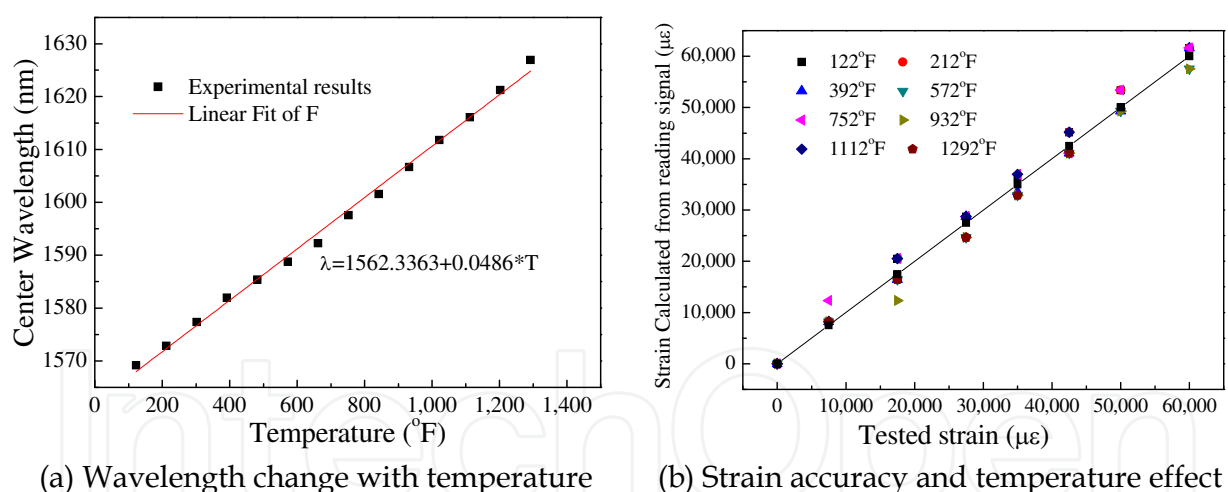 1630
1620
1610
1600
1590
1580
1570
Center Wavelength (nm)
Experimental results
Linear Fit of F
λ=1562.3363+0.0486*T
0 200 400 600 800 1,000 1,200 1,400
Temperature (°F)
(a) Wavelength change with temperature
Strain Calculated from reading signal (με)
60,000
50,000
40,000
30,000
20,000
10,000
0
122°F 212°F
392°F 572°F
752°F 932°F
1112°F 1292°F
0 10,000 20,000 30,000 40,000 50,000 60,000
Tested strain (με)
(b) Strain accuracy and temperature effect
IntechOpen